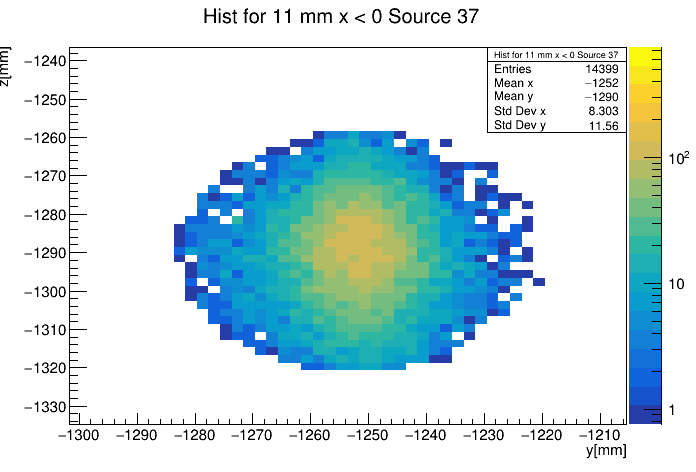 Hist for 11 mm x < 0 Source 37
z[mm]
Hist for 11 mm x < 0 Source 37
Entries 14399
Mean x −1252
Mean y −1290
Std Dev x 8.303
Std Dev y 11.56
−1240
−1250
−1260
−1270
−1280
−1290
−1300
−1310
−1320
−1330
10²
10
1
−1300 −1290 −1280 −1270 −1260 −1250 −1240 −1230 −1220 −1210
y[mm]